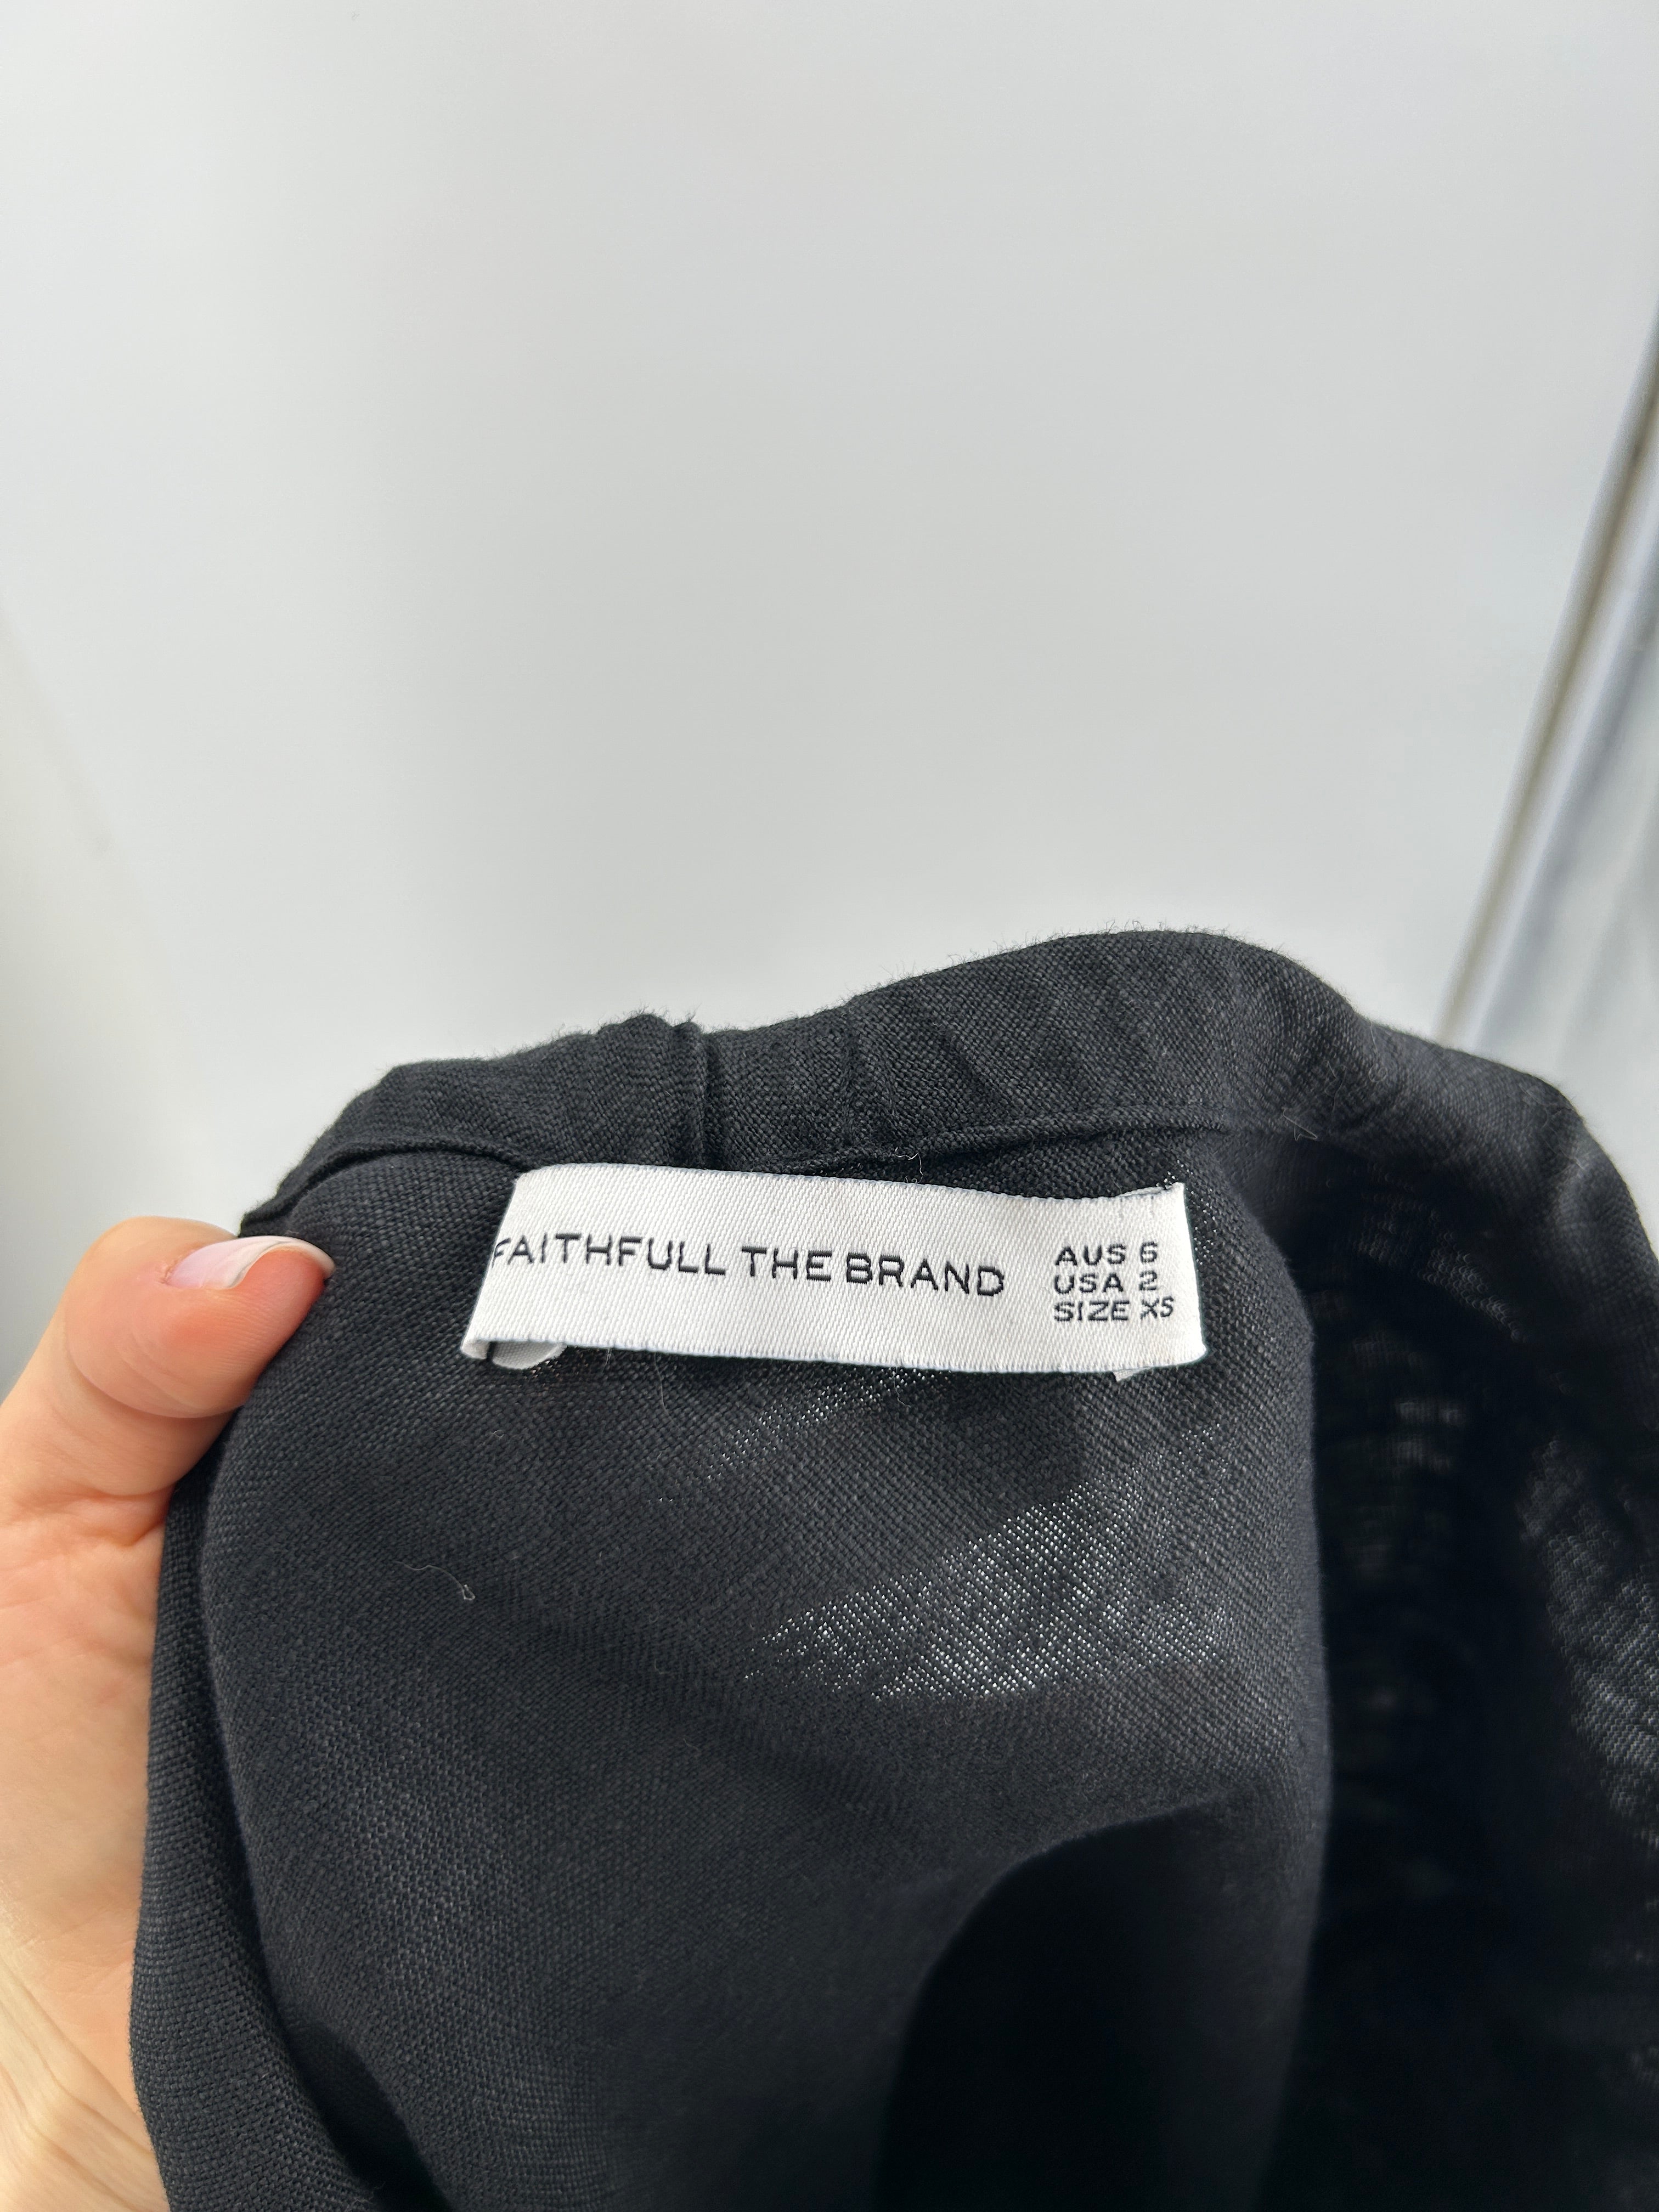 FAITHFULL THE BRAND
AUS 6
USA 2
SIZE XS